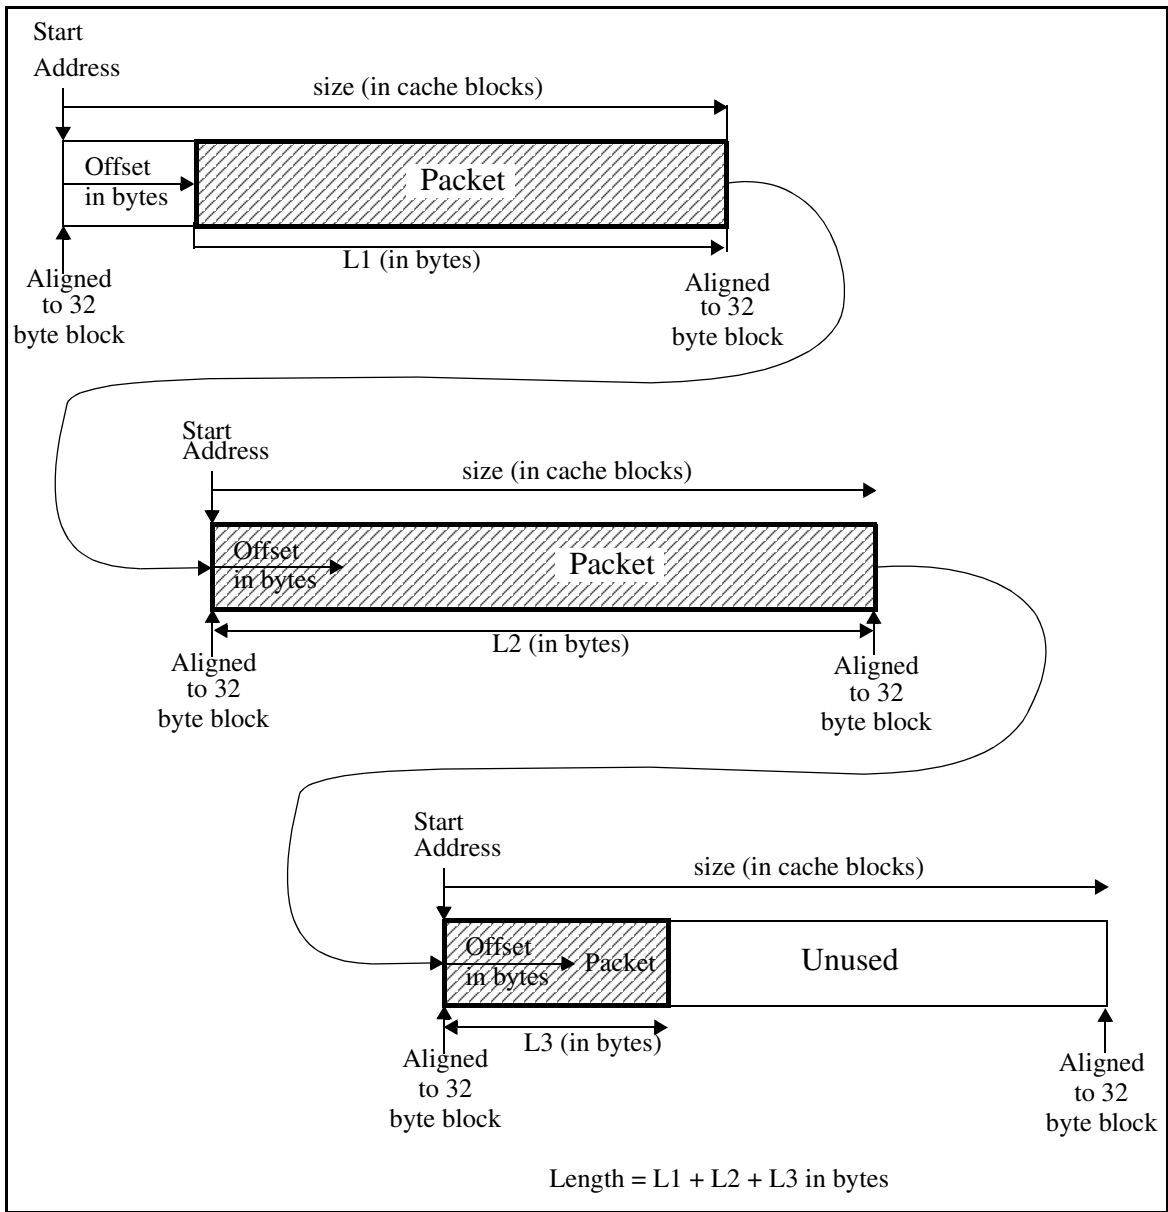 Start
Address
size (in cache blocks)
Offset
in bytes
Packet
L1 (in bytes)
Aligned
to 32
byte block
Aligned
to 32
byte block
Start
Address
size (in cache blocks)
Offset
in bytes
Packet
L2 (in bytes)
Aligned
to 32
byte block
Aligned
to 32
byte block
Start
Address
size (in cache blocks)
Offset
in bytes
Packet
Unused
L3 (in bytes)
Aligned
to 32
byte block
Aligned
to 32
byte block
Length = L1 + L2 + L3 in bytes